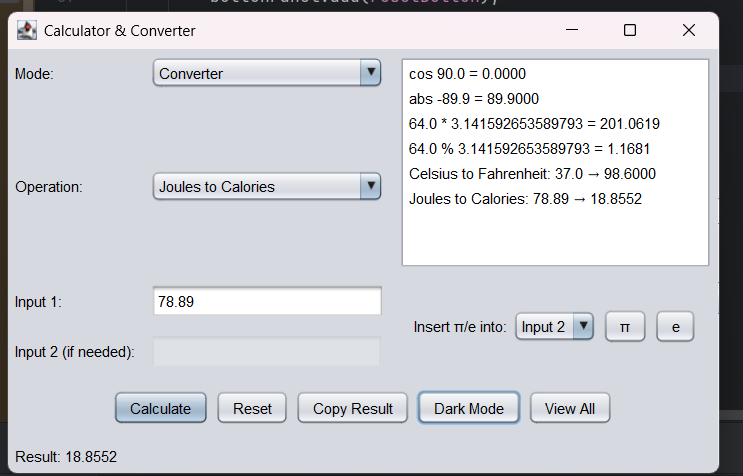 Calculator & Converter
Mode:
Converter
cos 90.0 = 0.0000
abs -89.9 = 89.9000
64.0 * 3.141592653589793 = 201.0619
64.0 % 3.141592653589793 = 1.1681
Celsius to Fahrenheit: 37.0 → 98.6000
Joules to Calories: 78.89 → 18.8552
Operation:
Joules to Calories
Input 1:
78.89
Insert π/e into:
Input 2
π
e
Input 2 (if needed):
Calculate
Reset
Copy Result
Dark Mode
View All
Result: 18.8552